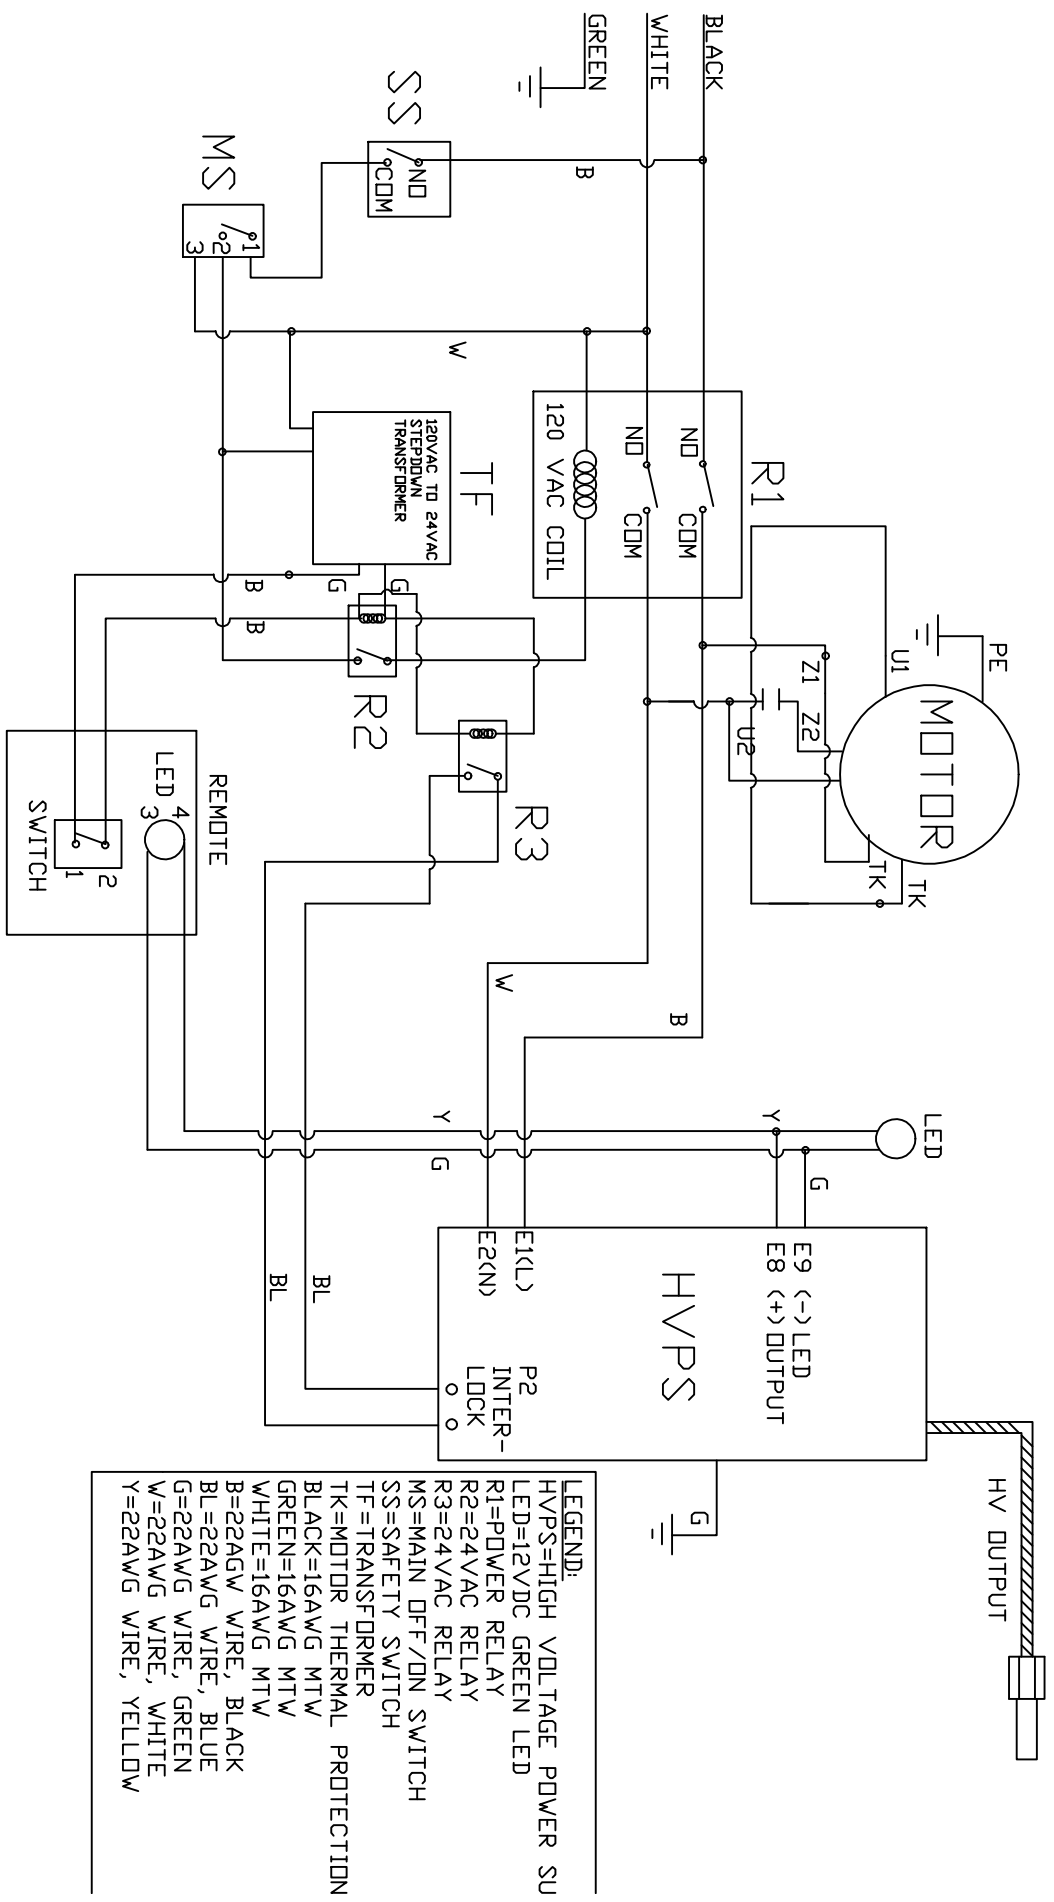 BLACK
WHITE
GREEN
B
SS
NO
COM
MS
1
2
3
W
R1
NO
COM
NO
COM
120 VAC COIL
TF
120VAC TO 24VAC
STEPDOWN
TRANSFORMER
G
G
B
B
R2
R3
PE
U1
MOTOR
Z1
Z2
U2
TK
TK
REMOTE
LED
4
3
SWITCH
2
1
W
B
LED
Y
G
Y
G
E9 (-) LED
E8 (+) OUTPUT
HVPS
E1(L)
E2(N)
P2
INTER-
LOCK
BL
BL
G
HV OUTPUT
LEGEND:
HVPS=HIGH VOLTAGE POWER SU
LED=12VDC GREEN LED
R1=POWER RELAY
R2=24VAC RELAY
R3=24VAC RELAY
MS=MAIN OFF/ON SWITCH
SS=SAFETY SWITCH
TF=TRANSFORMER
TK=MOTOR THERMAL PROTECTION
BLACK=16AWG MTW
GREEN=16AWG MTW
WHITE=16AWG MTW
B=22AGW WIRE, BLACK
BL=22AWG WIRE, BLUE
G=22AWG WIRE, GREEN
W=22AWG WIRE, WHITE
Y=22AWG WIRE, YELLOW